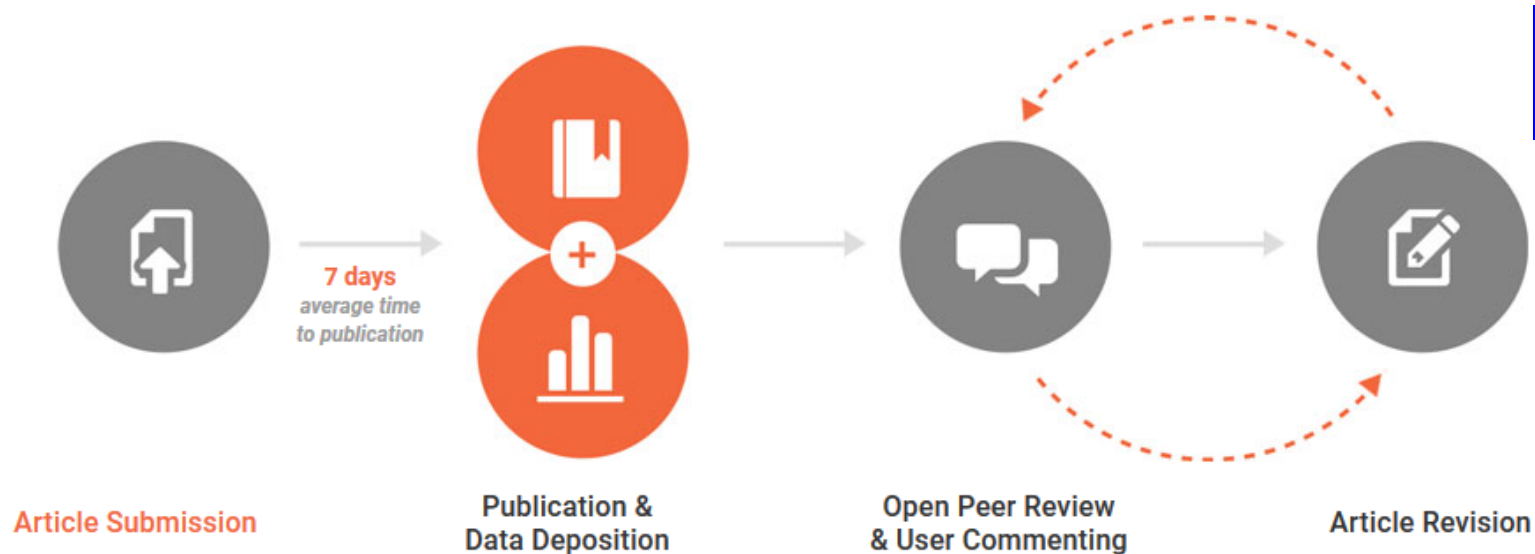 7 days
average time
to publication
Article Submission
Publication &
Data Deposition
Open Peer Review
& User Commenting
Article Revision